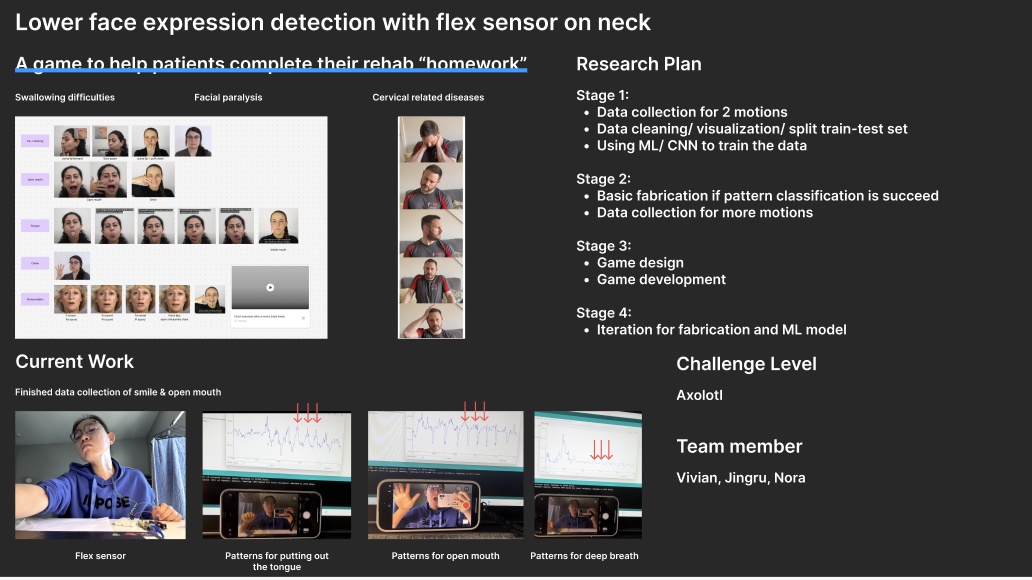 Lower face expression detection with flex sensor on neck
A game to help patients complete their rehab “homework”
Swallowing difficulties
Facial paralysis
Cervical related diseases
Research Plan
Stage 1:
• Data collection for 2 motions
• Data cleaning/ visualization/ split train-test set
• Using ML/ CNN to train the data
Stage 2:
• Basic fabrication if pattern classification is succeed
• Data collection for more motions
Stage 3:
• Game design
• Game development
Stage 4:
• Iteration for fabrication and ML model
Current Work
Finished data collection of smile & open mouth
Flex sensor
Patterns for putting out
the tongue
Patterns for open mouth
Patterns for deep breath
Challenge Level
Axolotl
Team member
Vivian, Jingru, Nora